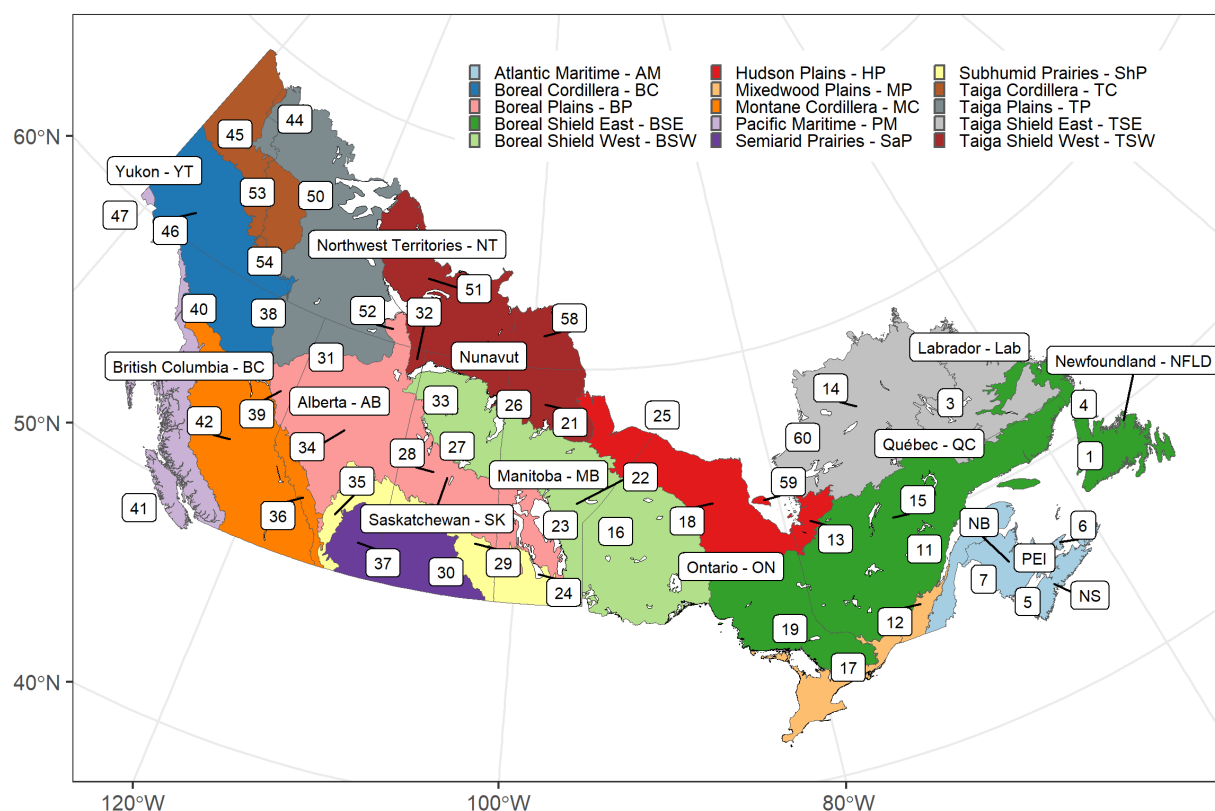 Atlantic Maritime - AM
Boreal Cordillera - BC
Boreal Plains - BP
Boreal Shield East - BSE
Boreal Shield West - BSW
Hudson Plains - HP
Mixedwood Plains - MP
Montane Cordillera - MC
Pacific Maritime - PM
Semiarid Prairies - SaP
Subhumid Prairies - ShP
Taiga Cordillera - TC
Taiga Plains - TP
Taiga Shield East - TSE
Taiga Shield West - TSW
60°N
50°N
40°N
44
45
Yukon - YT
53
50
47
46
Northwest Territories - NT
54
51
40
38
52
32
58
31
Nunavut
Labrador - Lab
Newfoundland - NFLD
British Columbia - BC
14
39
Alberta - AB
33
26
25
3
4
42
21
34
27
60
Québec - QC
28
1
Manitoba - MB
22
59
35
15
41
36
Saskatchewan - SK
18
NB
6
23
16
13
11
37
29
30
Ontario - ON
PEI
7
24
5
NS
12
19
17
120°W
100°W
80°W